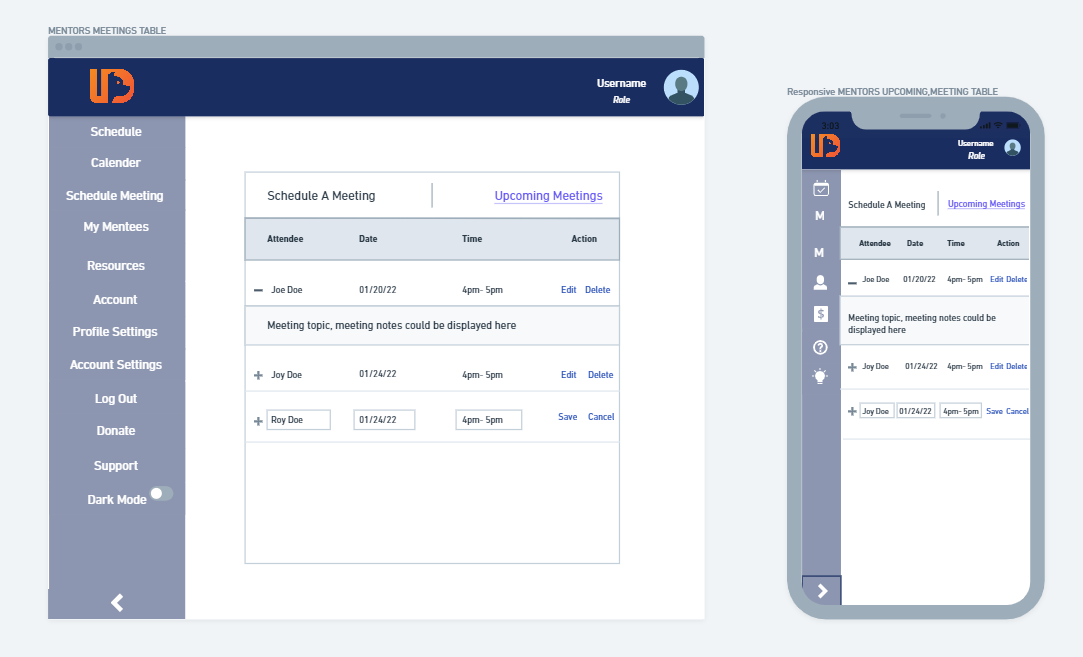 MENTORS MEETINGS TABLE
Username
Role
Schedule
Calender
Schedule Meeting
My Mentees
Resources
Account
Profile Settings
Account Settings
Log Out
Donate
Support
Dark Mode
Schedule A Meeting Upcoming Meetings
Attendee Date Time Action
Joe Doe 01/20/22 4pm- 5pm Edit Delete
Meeting topic, meeting notes could be displayed here
Joy Doe 01/24/22 4pm- 5pm Edit Delete
Roy Doe 01/24/22 4pm- 5pm Save Cancel
Responsive MENTORS UPCOMING,MEETING TABLE
3:03
Username
Role
M
M
$
?
Schedule A Meeting Upcoming Meetings
Attendee Date Time Action
Joe Doe 01/20/22 4pm- 5pm Edit Delete
Meeting topic, meeting notes could be
displayed here
Joy Doe 01/24/22 4pm- 5pm Edit Delete
Joy Doe 01/24/22 4pm- 5pm Save Cancel